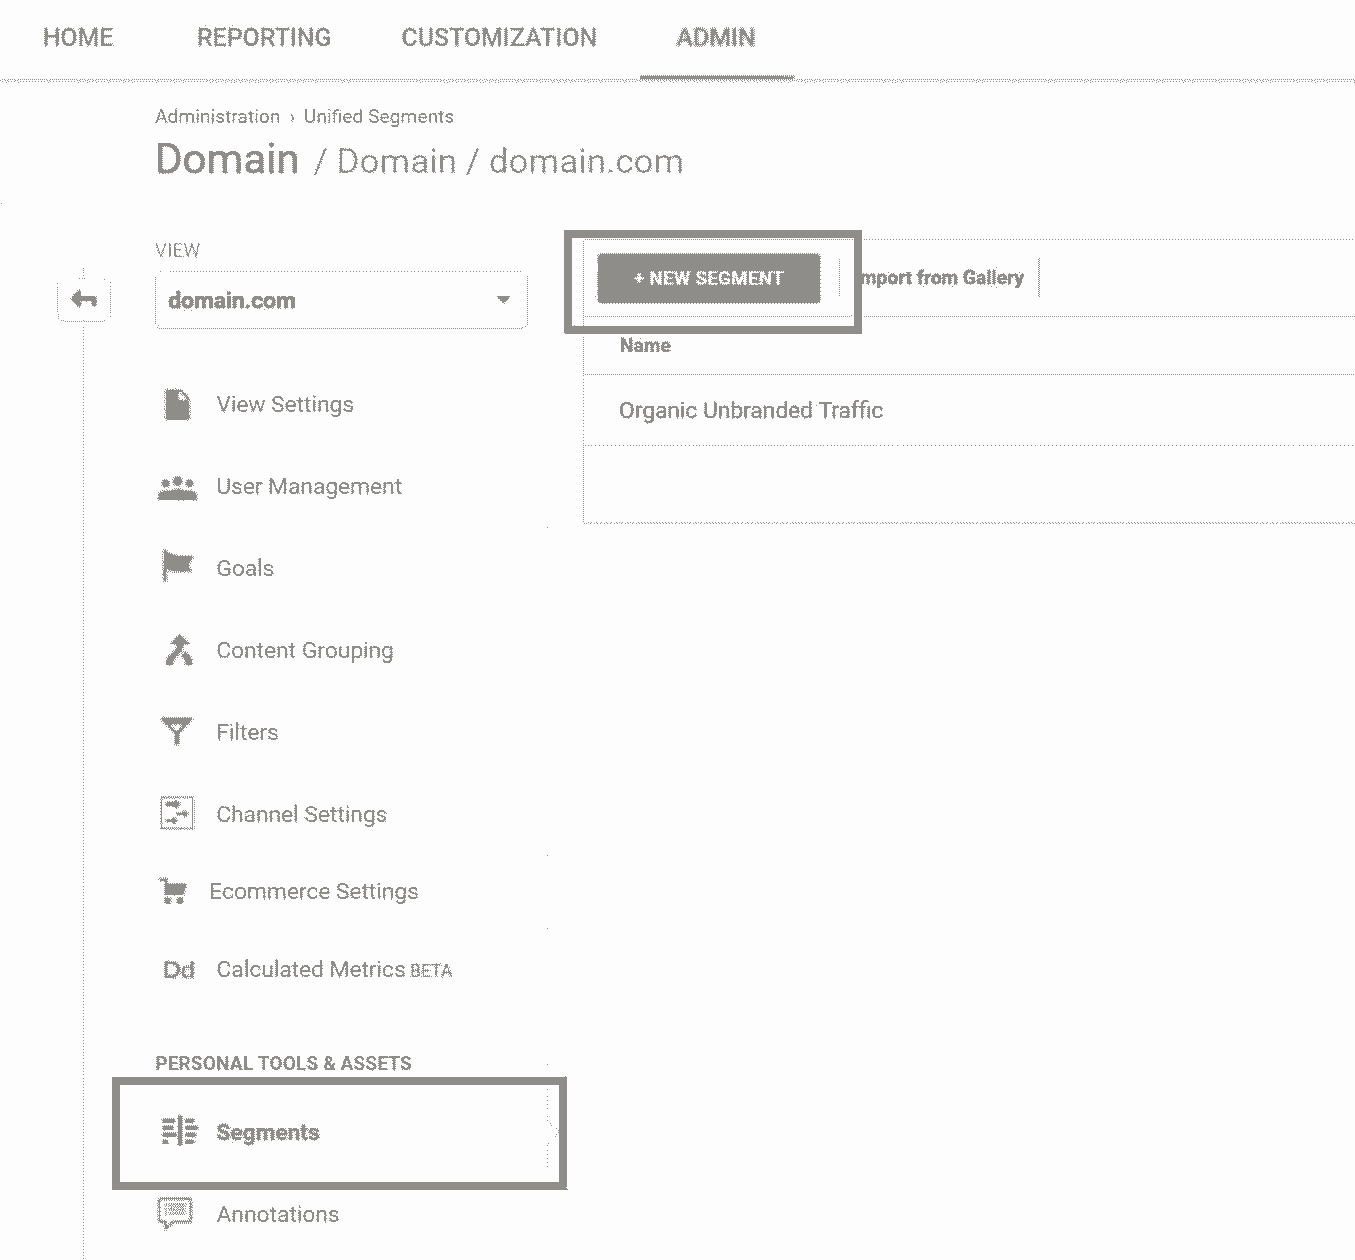 HOME REPORTING CUSTOMIZATION ADMIN
Administration › Unified Segments
Domain / Domain / domain.com
VIEW
domain.com
+ NEW SEGMENT
mport from Gallery
Name
Organic Unbranded Traffic
View Settings
User Management
Goals
Content Grouping
Filters
Channel Settings
Ecommerce Settings
Dd Calculated Metrics BETA
PERSONAL TOOLS & ASSETS
Segments
Annotations